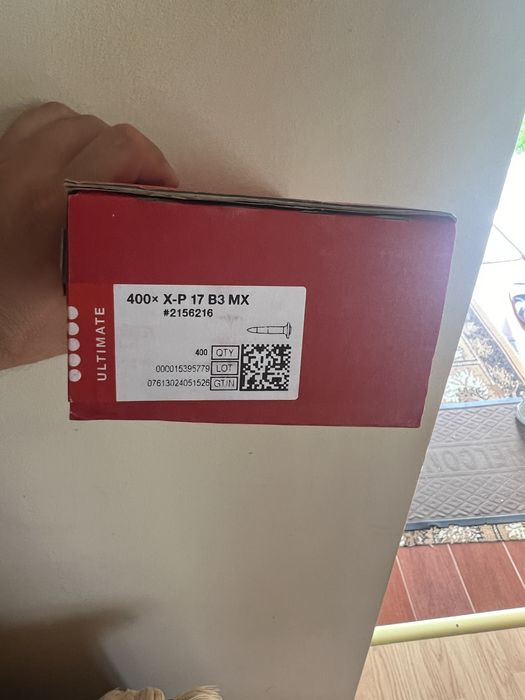 400× X-P 17 B3 MX
#2156216
ULTIMATE
400 QTY
000015395779 LOT
07613024051526 GTIN